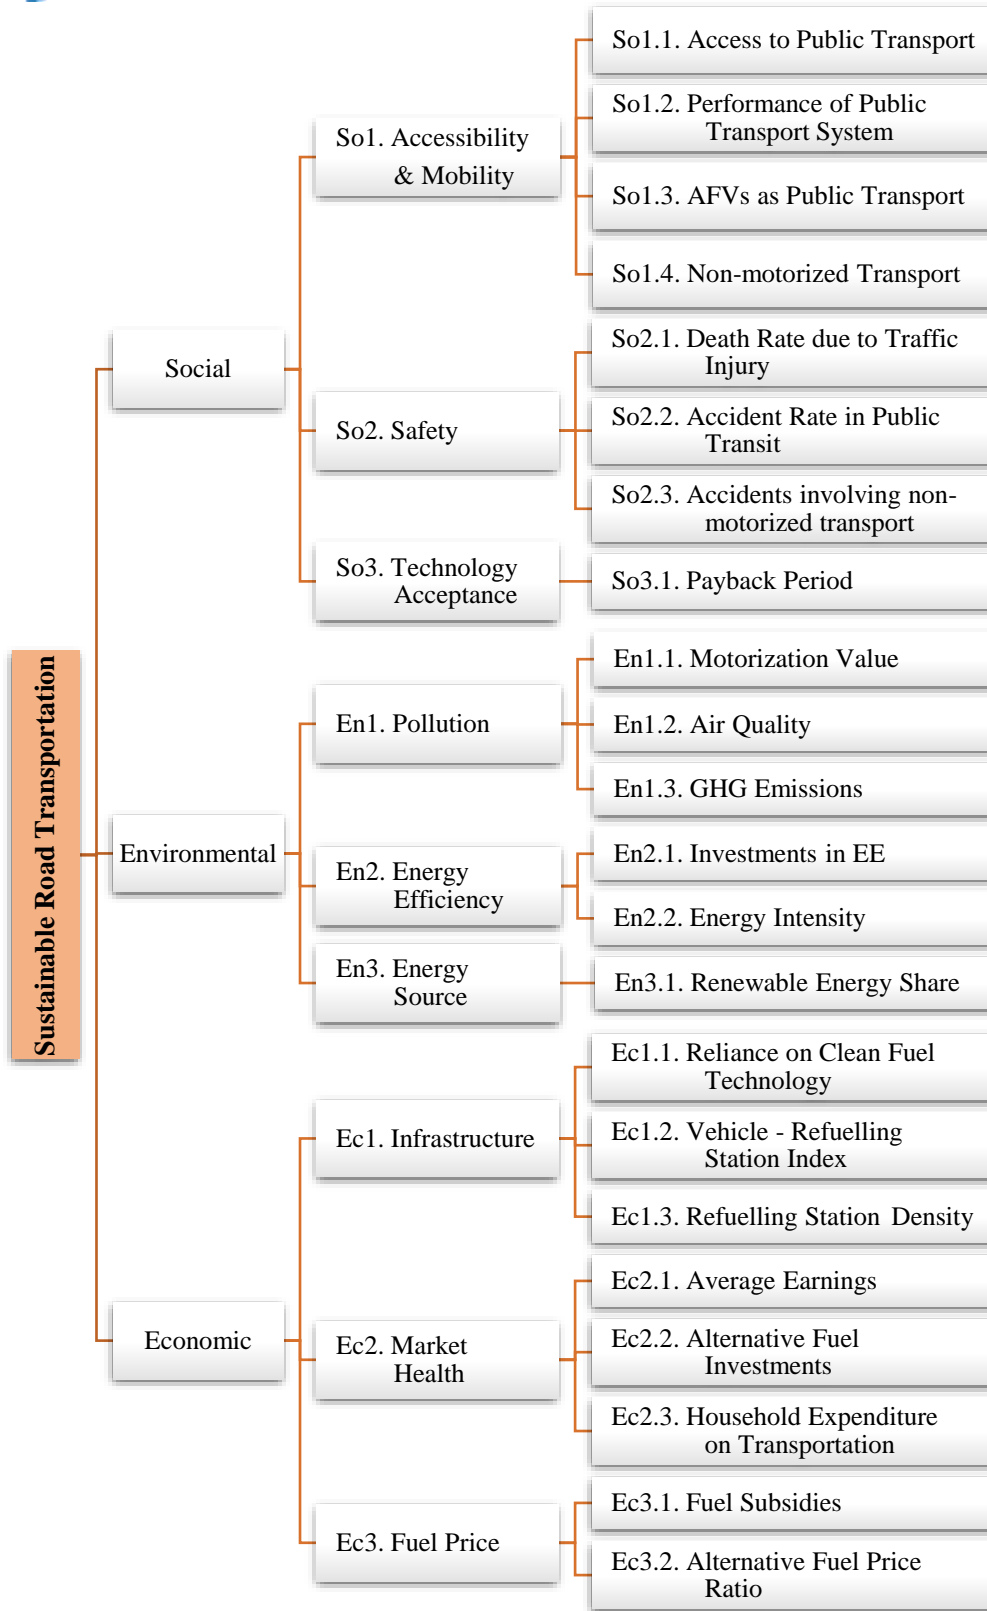 Sustainable Road Transportation
Social
So1. Accessibility
& Mobility
So1.1. Access to Public Transport
So1.2. Performance of Public
Transport System
So1.3. AFVs as Public Transport
So1.4. Non-motorized Transport
So2. Safety
So2.1. Death Rate due to Traffic
Injury
So2.2. Accident Rate in Public
Transit
So2.3. Accidents involving non-
motorized transport
So3. Technology
Acceptance
So3.1. Payback Period
Environmental
En1. Pollution
En1.1. Motorization Value
En1.2. Air Quality
En1.3. GHG Emissions
En2. Energy
Efficiency
En2.1. Investments in EE
En2.2. Energy Intensity
En3. Energy
Source
En3.1. Renewable Energy Share
Economic
Ec1. Infrastructure
Ec1.1. Reliance on Clean Fuel
Technology
Ec1.2. Vehicle - Refuelling
Station Index
Ec1.3. Refuelling Station Density
Ec2. Market
Health
Ec2.1. Average Earnings
Ec2.2. Alternative Fuel
Investments
Ec2.3. Household Expenditure
on Transportation
Ec3. Fuel Price
Ec3.1. Fuel Subsidies
Ec3.2. Alternative Fuel Price
Ratio